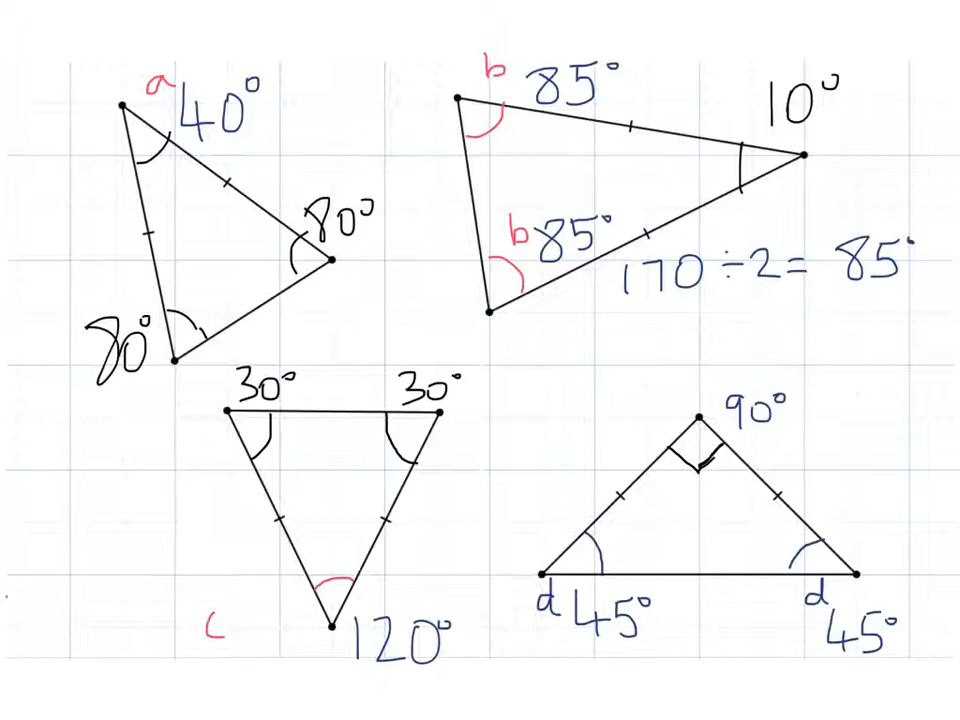 a 40°
80°
80°
b 85°
10°
b 85°
170 ÷ 2 = 85°
30° 30°
c 120°
90°
d 45°
d 45°